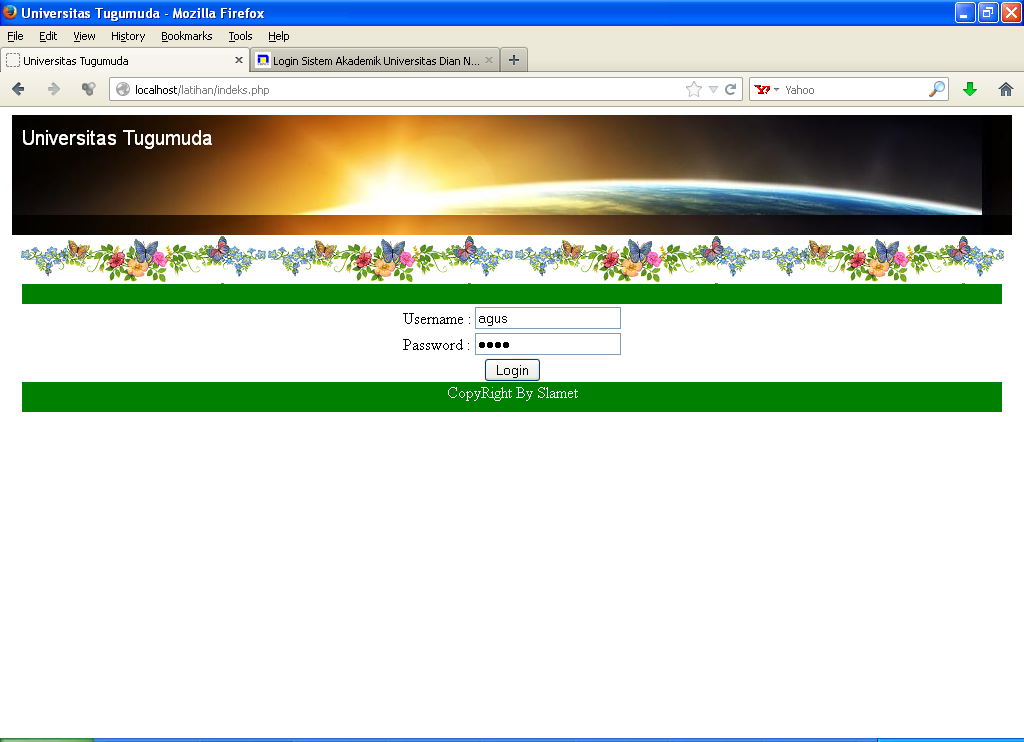 Universitas Tugumuda - Mozilla Firefox
File Edit View History Bookmarks Tools Help
Universitas Tugumuda
Login Sistem Akademik Universitas Dian N...
localhost/latihan/indeks.php
Yahoo
Universitas Tugumuda
Username : agus
Password : ••••
Login
CopyRight By Slamet